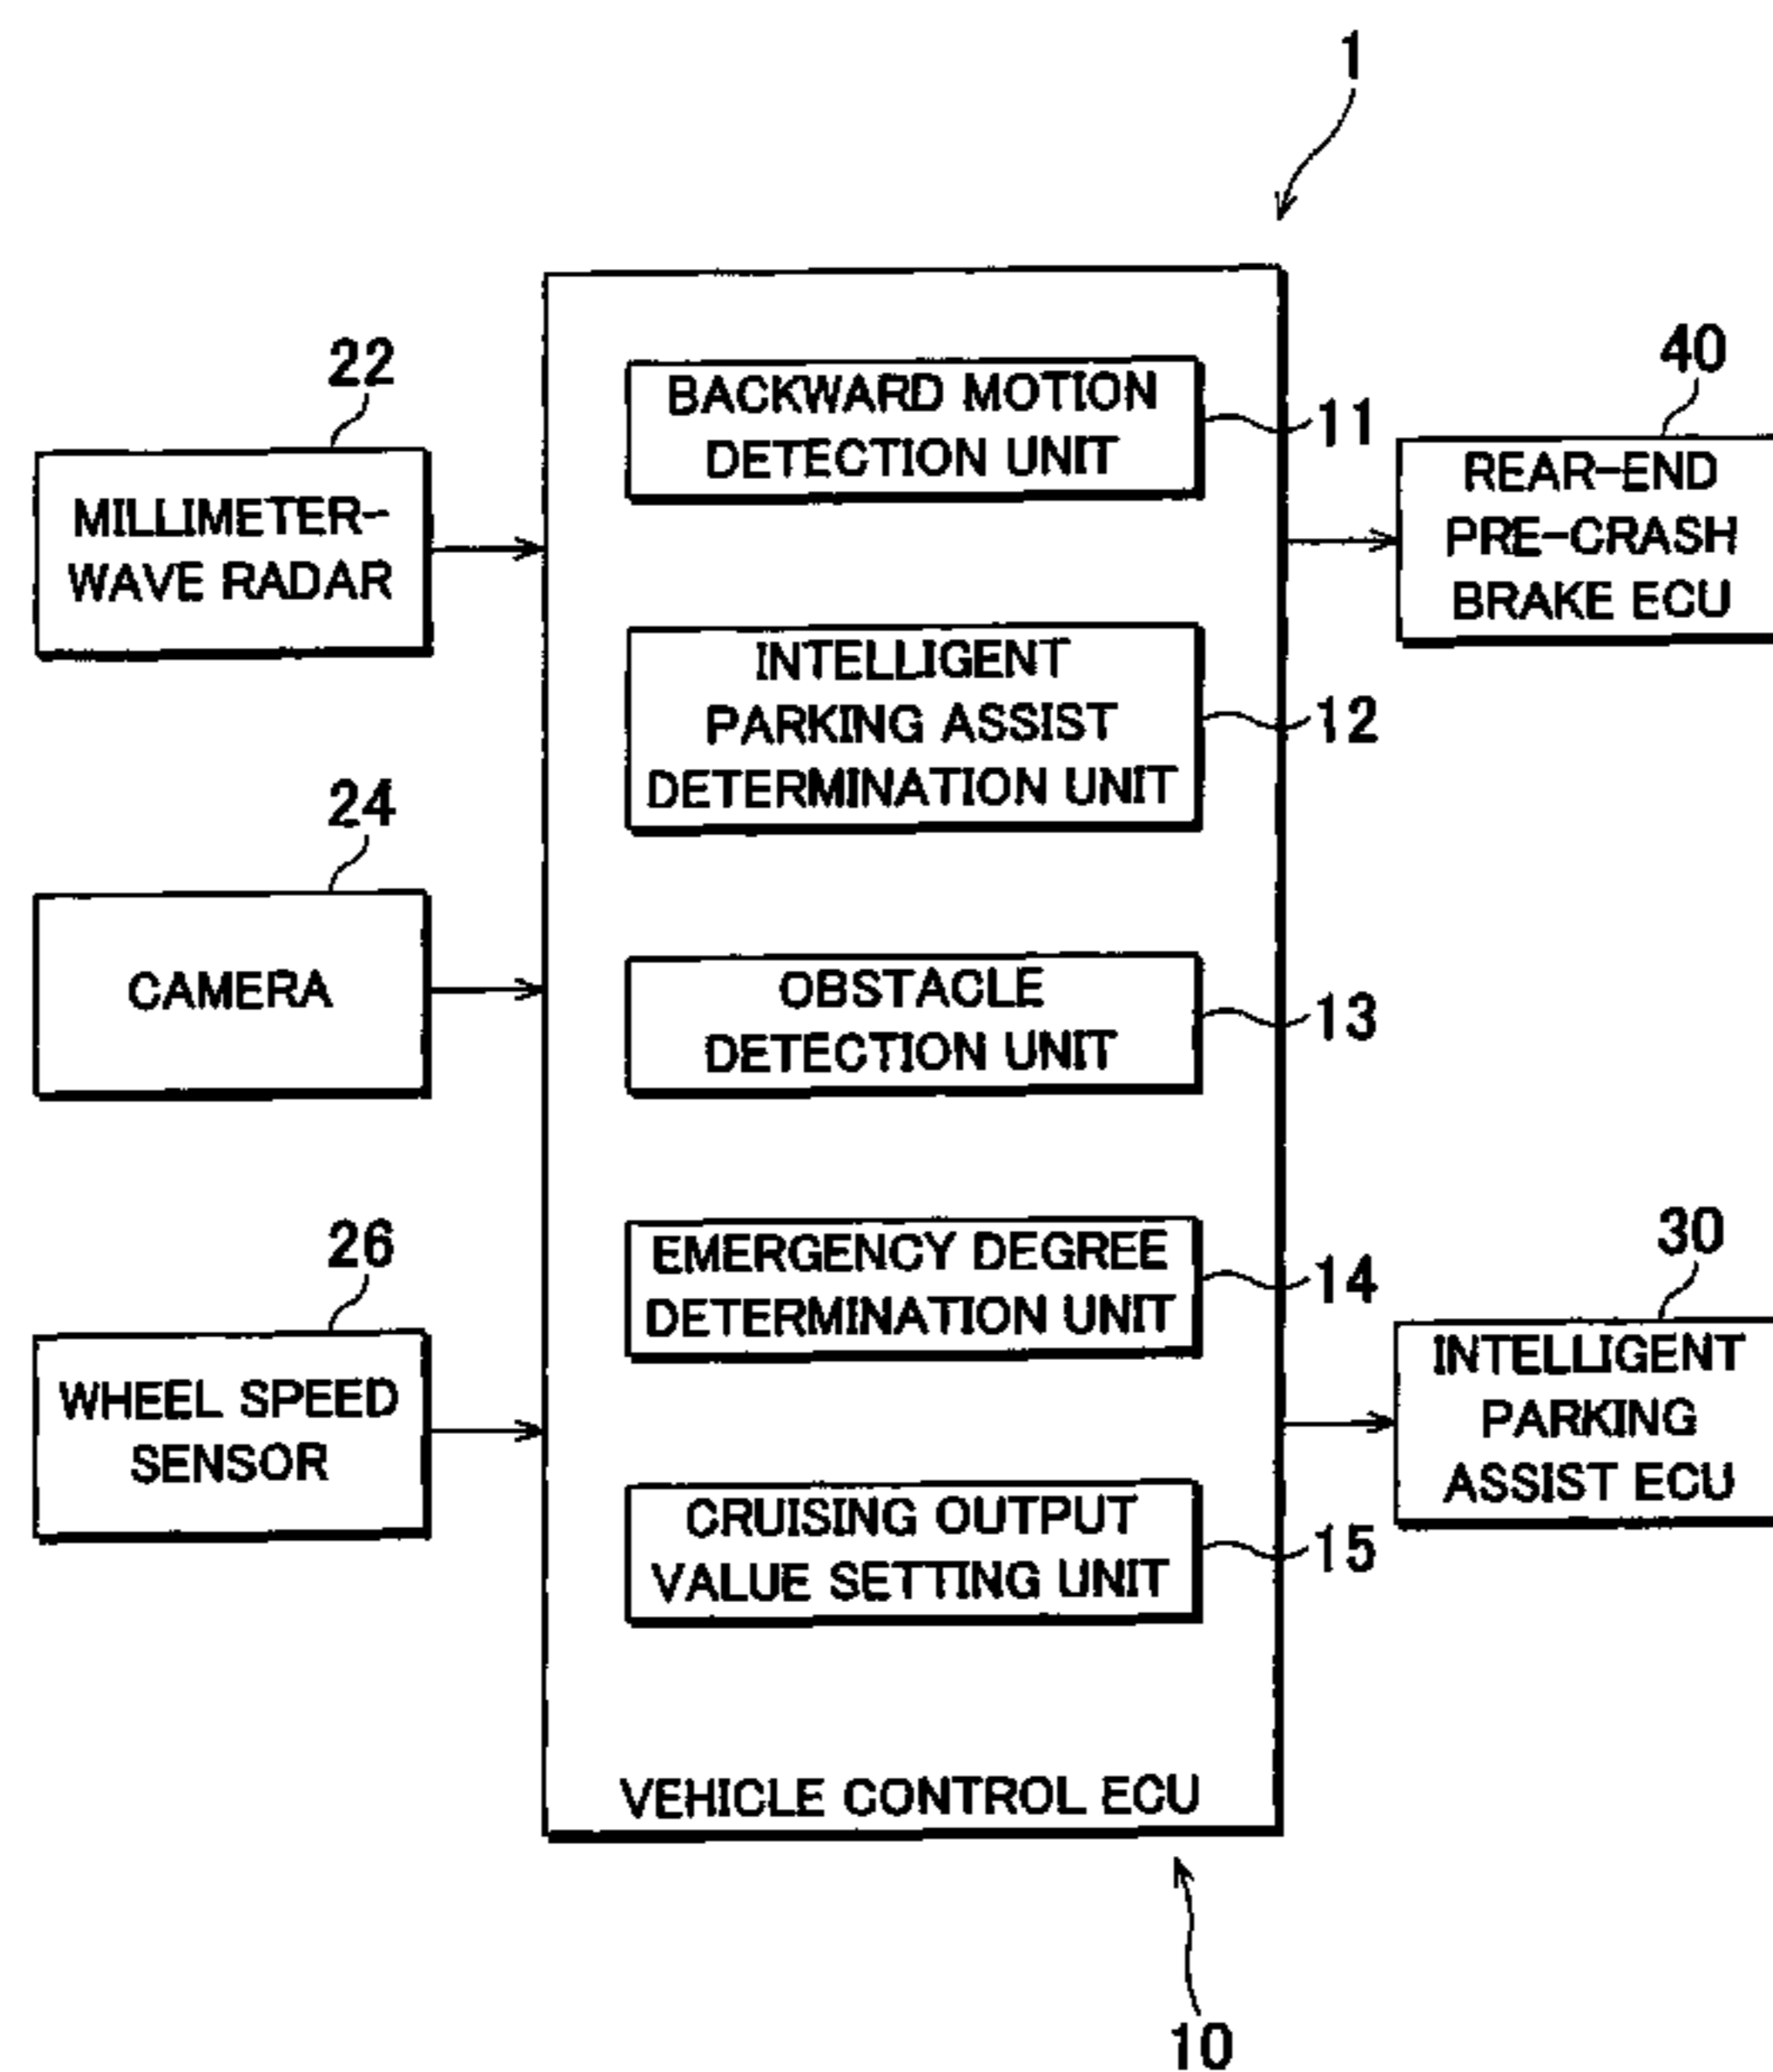 1
22
MILLIMETER-
WAVE RADAR
24
CAMERA
26
WHEEL SPEED
SENSOR
BACKWARD MOTION
DETECTION UNIT
11
INTELLIGENT
PARKING ASSIST
DETERMINATION UNIT
12
OBSTACLE
DETECTION UNIT
13
EMERGENCY DEGREE
DETERMINATION UNIT
14
CRUISING OUTPUT
VALUE SETTING UNIT
15
VEHICLE CONTROL ECU
10
40
REAR-END
PRE-CRASH
BRAKE ECU
30
INTELLIGENT
PARKING
ASSIST ECU